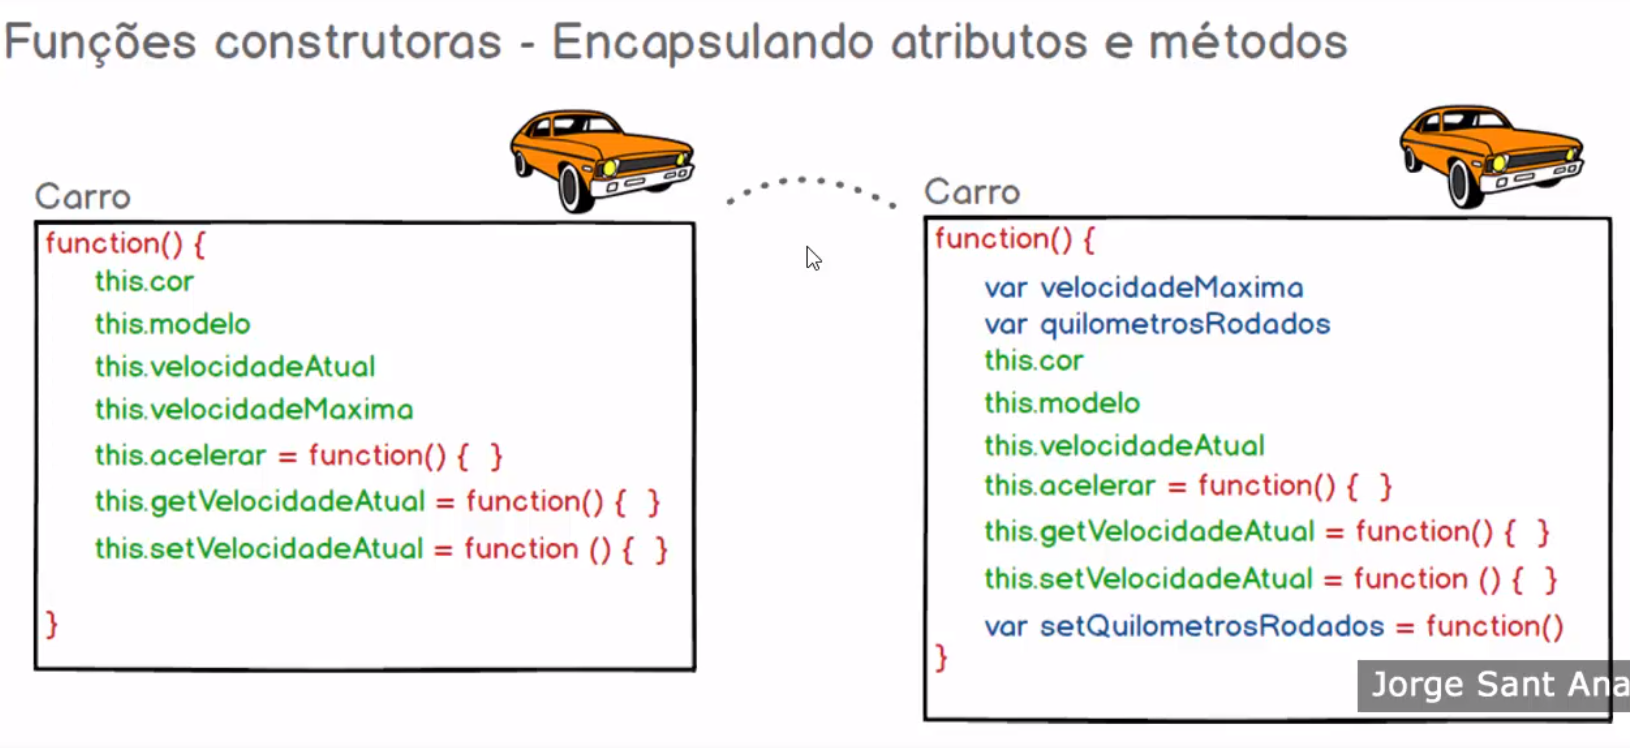 Funções construtoras - Encapsulando atributos e métodos
Carro
function() {
this.cor
this.modelo
this.velocidadeAtual
this.velocidadeMaxima
this.acelerar = function() {  }
this.getVelocidadeAtual = function() {  }
this.setVelocidadeAtual = function () {  }
}
Carro
function() {
var velocidadeMaxima
var quilometrosRodados
this.cor
this.modelo
this.velocidadeAtual
this.acelerar = function() {  }
this.getVelocidadeAtual = function() {  }
this.setVelocidadeAtual = function () {  }
var setQuilometrosRodados = function()
}
Jorge Sant Ana